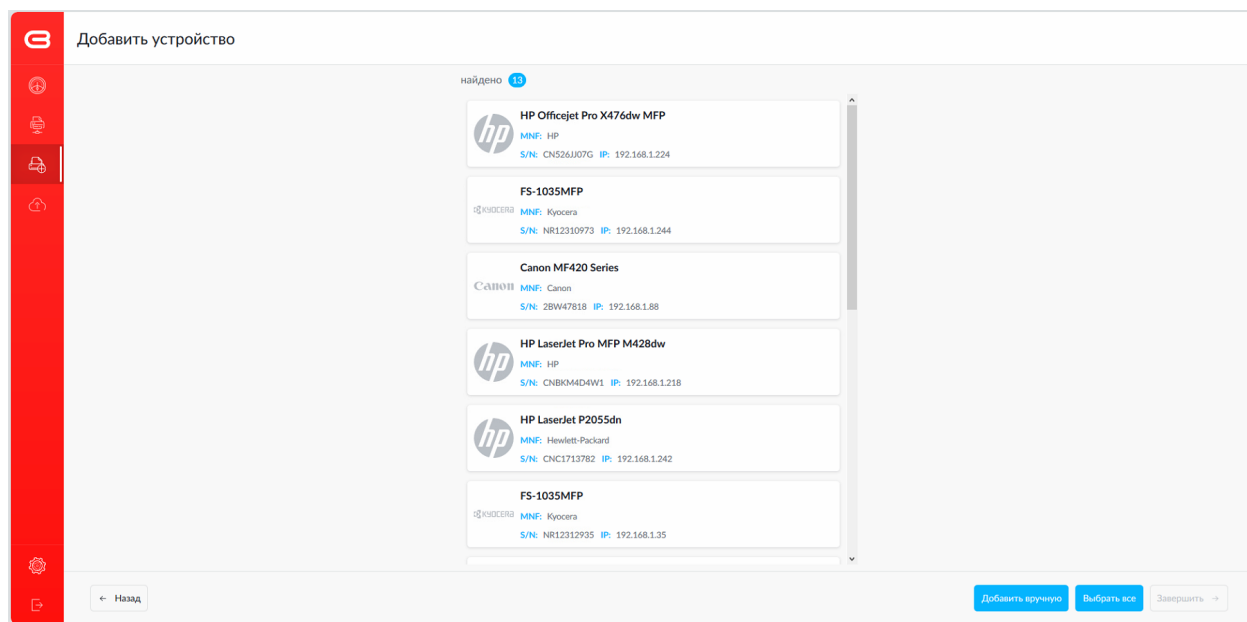 Добавить устройство
найдено 13
HP Officejet Pro X476dw MFP
MNF: HP
S/N: CN526JJ07G IP: 192.168.1.224
FS-1035MFP
KYOCERA MNF: Kyocera
S/N: NR12310973 IP: 192.168.1.244
Canon MF420 Series
Canon MNF: Canon
S/N: 2BW47818 IP: 192.168.1.88
HP LaserJet Pro MFP M428dw
hp MNF: HP
S/N: CNBKM4D4W1 IP: 192.168.1.218
HP LaserJet P2055dn
hp MNF: Hewlett-Packard
S/N: CNC1713782 IP: 192.168.1.242
FS-1035MFP
KYOCERA MNF: Kyocera
S/N: NR12312935 IP: 192.168.1.35
← Назад
Добавить вручную
Выбрать все
Завершить →